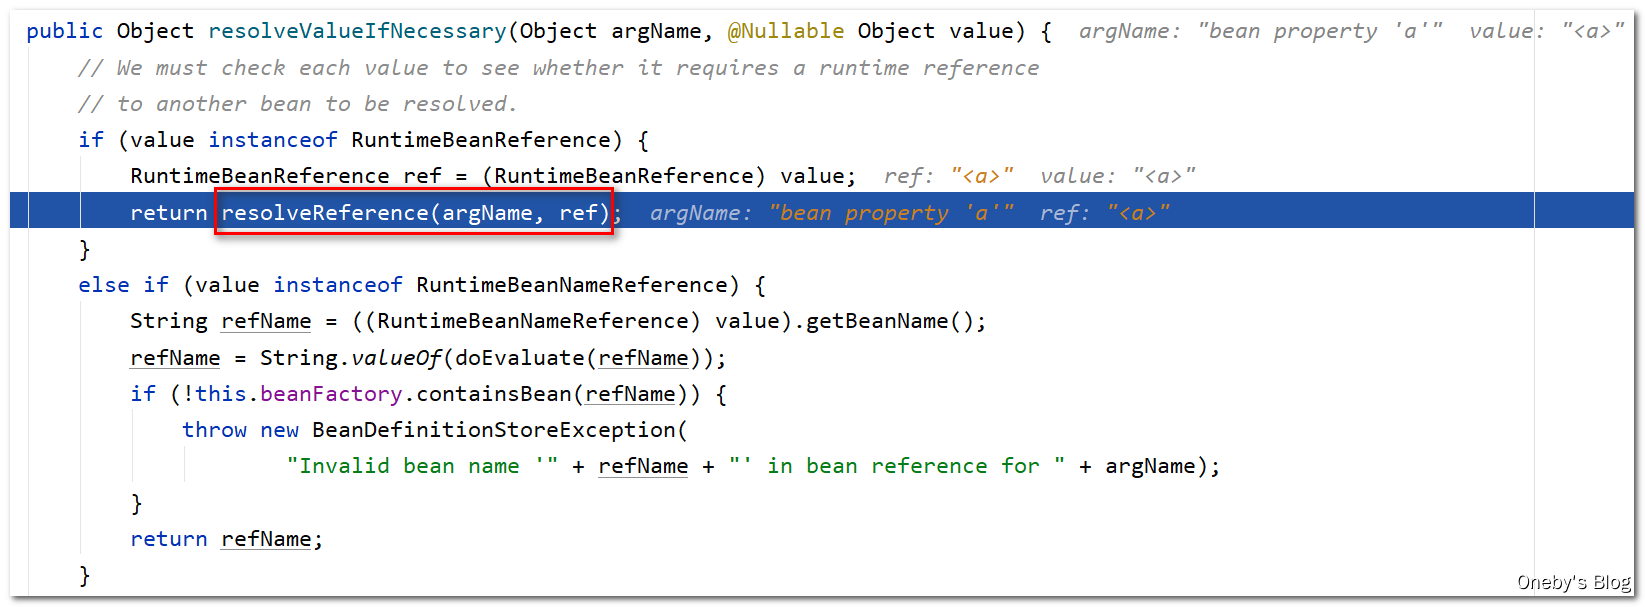 public Object resolveValueIfNecessary(Object argName, @Nullable Object value) {  argName: "bean property 'a'"  value: "<a>"
    // We must check each value to see whether it requires a runtime reference
    // to another bean to be resolved.
    if (value instanceof RuntimeBeanReference) {
        RuntimeBeanReference ref = (RuntimeBeanReference) value;  ref: "<a>"  value: "<a>"
        return resolveReference(argName, ref);  argName: "bean property 'a'"  ref: "<a>"
    }
    else if (value instanceof RuntimeBeanNameReference) {
        String refName = ((RuntimeBeanNameReference) value).getBeanName();
        refName = String.valueOf(doEvaluate(refName));
        if (!this.beanFactory.containsBean(refName)) {
            throw new BeanDefinitionStoreException(
                    "Invalid bean name '" + refName + "' in bean reference for " + argName);
        }
        return refName;
    }
Oneby's Blog